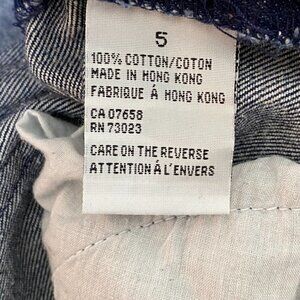 5
100% COTTON/COTON
MADE IN HONG KONG
FABRIQUE Á HONG KONG
CA 07658
RN 73023
CARE ON THE REVERSE
ATTENTION Á L'ENVERS